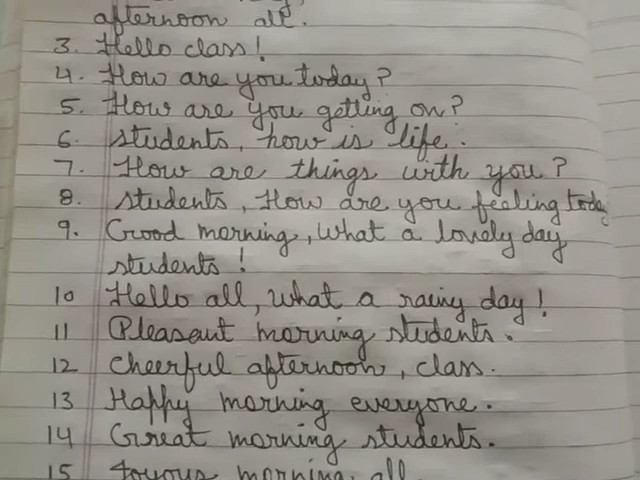 afternoon all.
3. Hello class!
4. How are you today?
5. How are you getting on?
6. students, how is life.
7. How are things with you?
8. students, How are you feeling today
9. Good morning, What a lovely day
students!
10 Hello all, What a rainy day!
11 Pleasant morning students.
12 Cheerful afternoon, class.
13 Happy morning everyone.
14 Great morning students.
15 Joyous morning, all